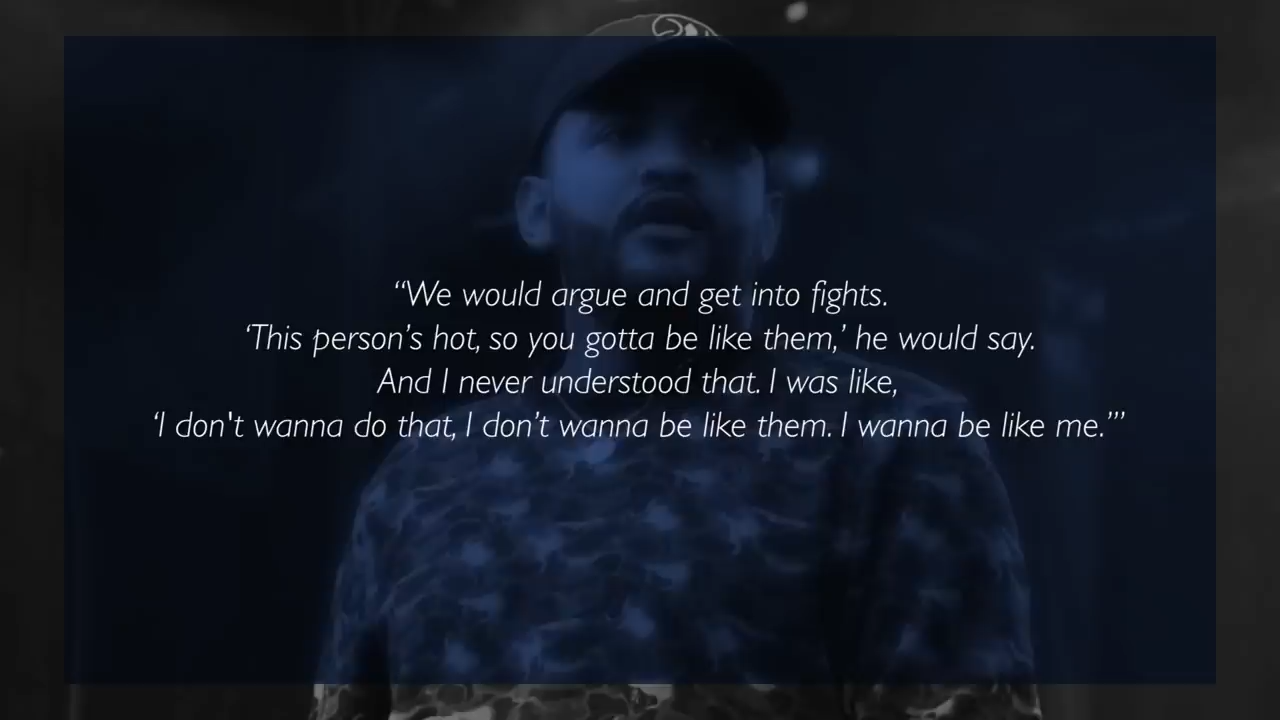 “We would argue and get into fights.
‘This person’s hot, so you gotta be like them,’ he would say.
And I never understood that. I was like,
‘I don't wanna do that, I don’t wanna be like them. I wanna be like me.’”